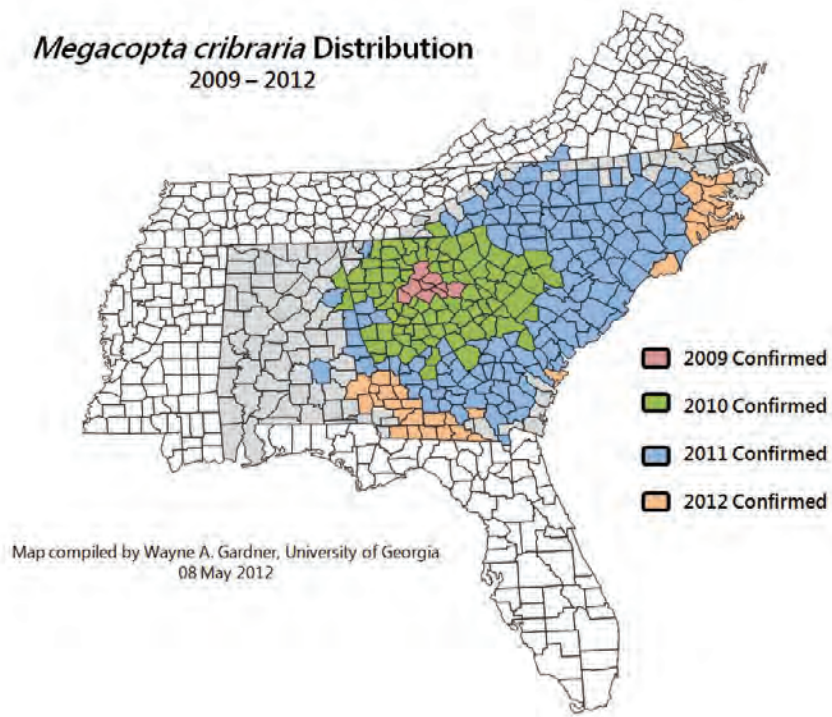 Megacopta cribraria Distribution
2009 – 2012
2009 Confirmed
2010 Confirmed
2011 Confirmed
2012 Confirmed
Map compiled by Wayne A. Gardner, University of Georgia
08 May 2012